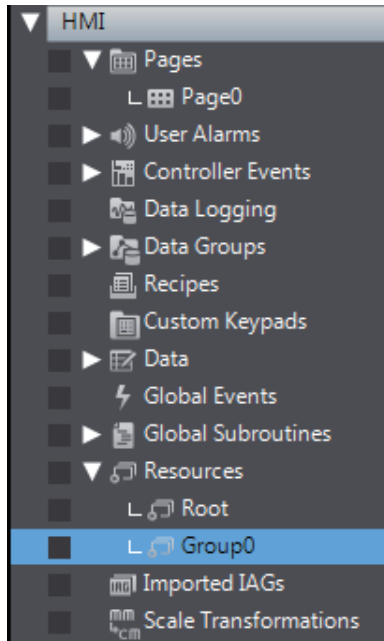 HMI
Pages
Page0
User Alarms
Controller Events
Data Logging
Data Groups
Recipes
Custom Keypads
Data
Global Events
Global Subroutines
Resources
Root
Group0
Imported IAGs
Scale Transformations